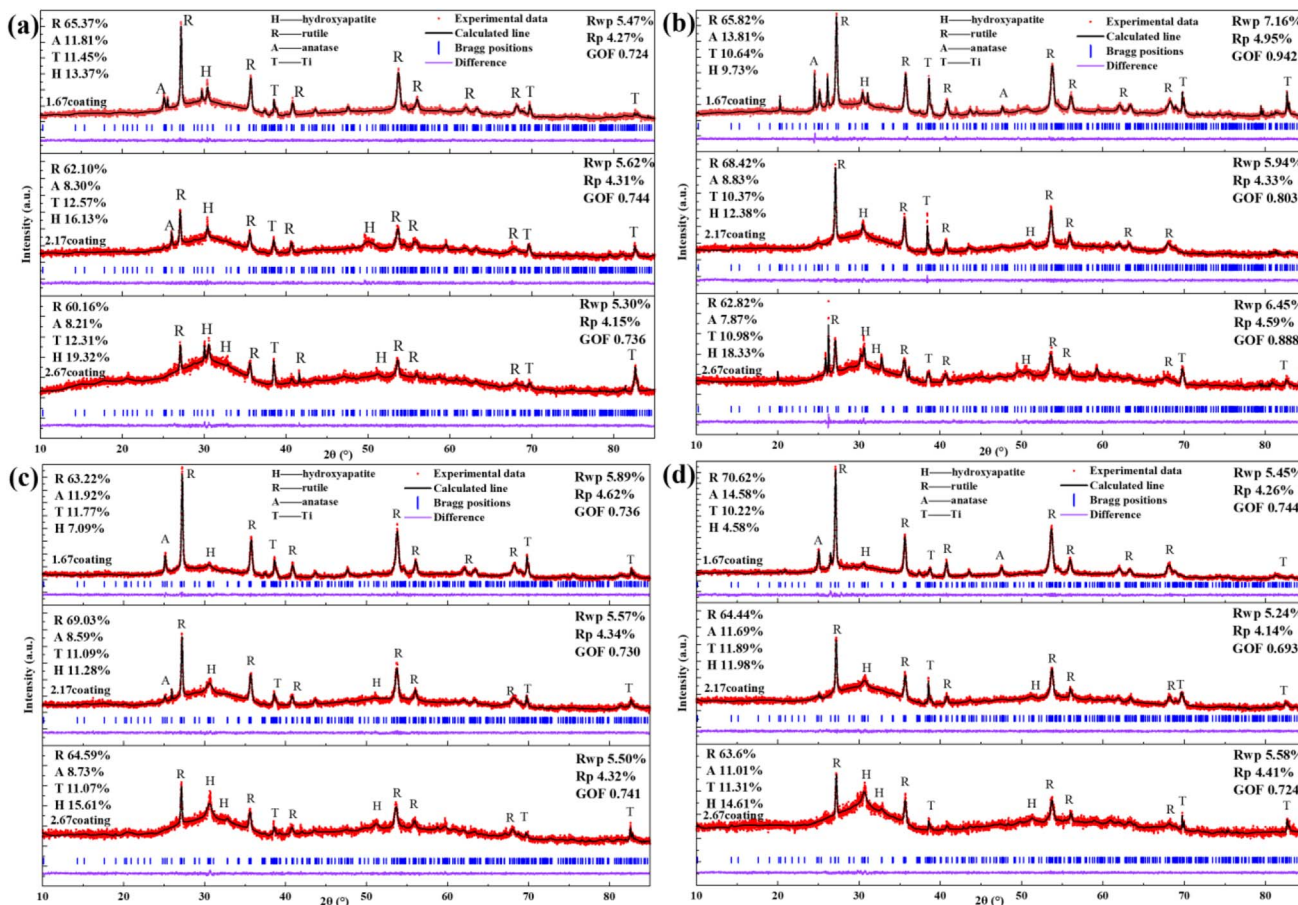 (a)
R 65.37%
A 11.81%
T 11.45%
H 13.37%
1.67coating
H——hydroxyapatite
R——rutile
A——anatase
T——Ti
Experimental data
Calculated line
Bragg positions
Difference
Rwp 5.47%
Rp 4.27%
GOF 0.724
A R H R T R R R R R T T
R 62.10%
A 8.30%
T 12.57%
H 16.13%
2.17coating
Rwp 5.62%
Rp 4.31%
GOF 0.744
A R H R T R H R R R T T
R 60.16%
A 8.21%
T 12.31%
H 19.32%
2.67coating
Rwp 5.30%
Rp 4.15%
GOF 0.736
R H H R T R H R R R T T
Intensity (a.u.)
10 20 30 40 50 60 70 80
2θ (°)
(b)
R 65.82%
A 13.81%
T 10.64%
H 9.73%
1.67coating
H——hydroxyapatite
R——rutile
A——anatase
T——Ti
Experimental data
Calculated line
Bragg positions
Difference
Rwp 7.16%
Rp 4.95%
GOF 0.942
A R H R T R A R R R R T T
R 68.42%
A 8.83%
T 10.37%
H 12.38%
2.17coating
Rwp 5.94%
Rp 4.33%
GOF 0.803
R H R T R H R R R R
R 62.82%
A 7.87%
T 10.98%
H 18.33%
2.67coating
Rwp 6.45%
Rp 4.59%
GOF 0.888
R H H R T R H R R R T T
Intensity (a.u.)
10 20 30 40 50 60 70 80
2θ (°)
(c)
R 63.22%
A 11.92%
T 11.77%
H 7.09%
1.67coating
H——hydroxyapatite
R——rutile
A——anatase
T——Ti
Experimental data
Calculated line
Bragg positions
Difference
Rwp 5.89%
Rp 4.62%
GOF 0.736
A R H R T R R R R R T T
R 69.03%
A 8.59%
T 11.09%
H 11.28%
2.17coating
Rwp 5.57%
Rp 4.34%
GOF 0.730
A R H R T R H R R R T T
R 64.59%
A 8.73%
T 11.07%
H 15.61%
2.67coating
Rwp 5.50%
Rp 4.32%
GOF 0.741
R H H R T R H R R R T T
Intensity (a.u.)
10 20 30 40 50 60 70 80
2θ (°)
(d)
R 70.62%
A 14.58%
T 10.22%
H 4.58%
1.67coating
H——hydroxyapatite
R——rutile
A——anatase
T——Ti
Experimental data
Calculated line
Bragg positions
Difference
Rwp 5.45%
Rp 4.26%
GOF 0.744
A R H R T R A R R R R T
R 64.44%
A 11.69%
T 11.89%
H 11.98%
2.17coating
Rwp 5.24%
Rp 4.14%
GOF 0.693
R H R T R H R R R T T
R 63.6%
A 11.01%
T 11.31%
H 14.61%
2.67coating
Rwp 5.58%
Rp 4.41%
GOF 0.724
R H H R T H R R R T T
Intensity (a.u.)
10 20 30 40 50 60 70 80
2θ (°)